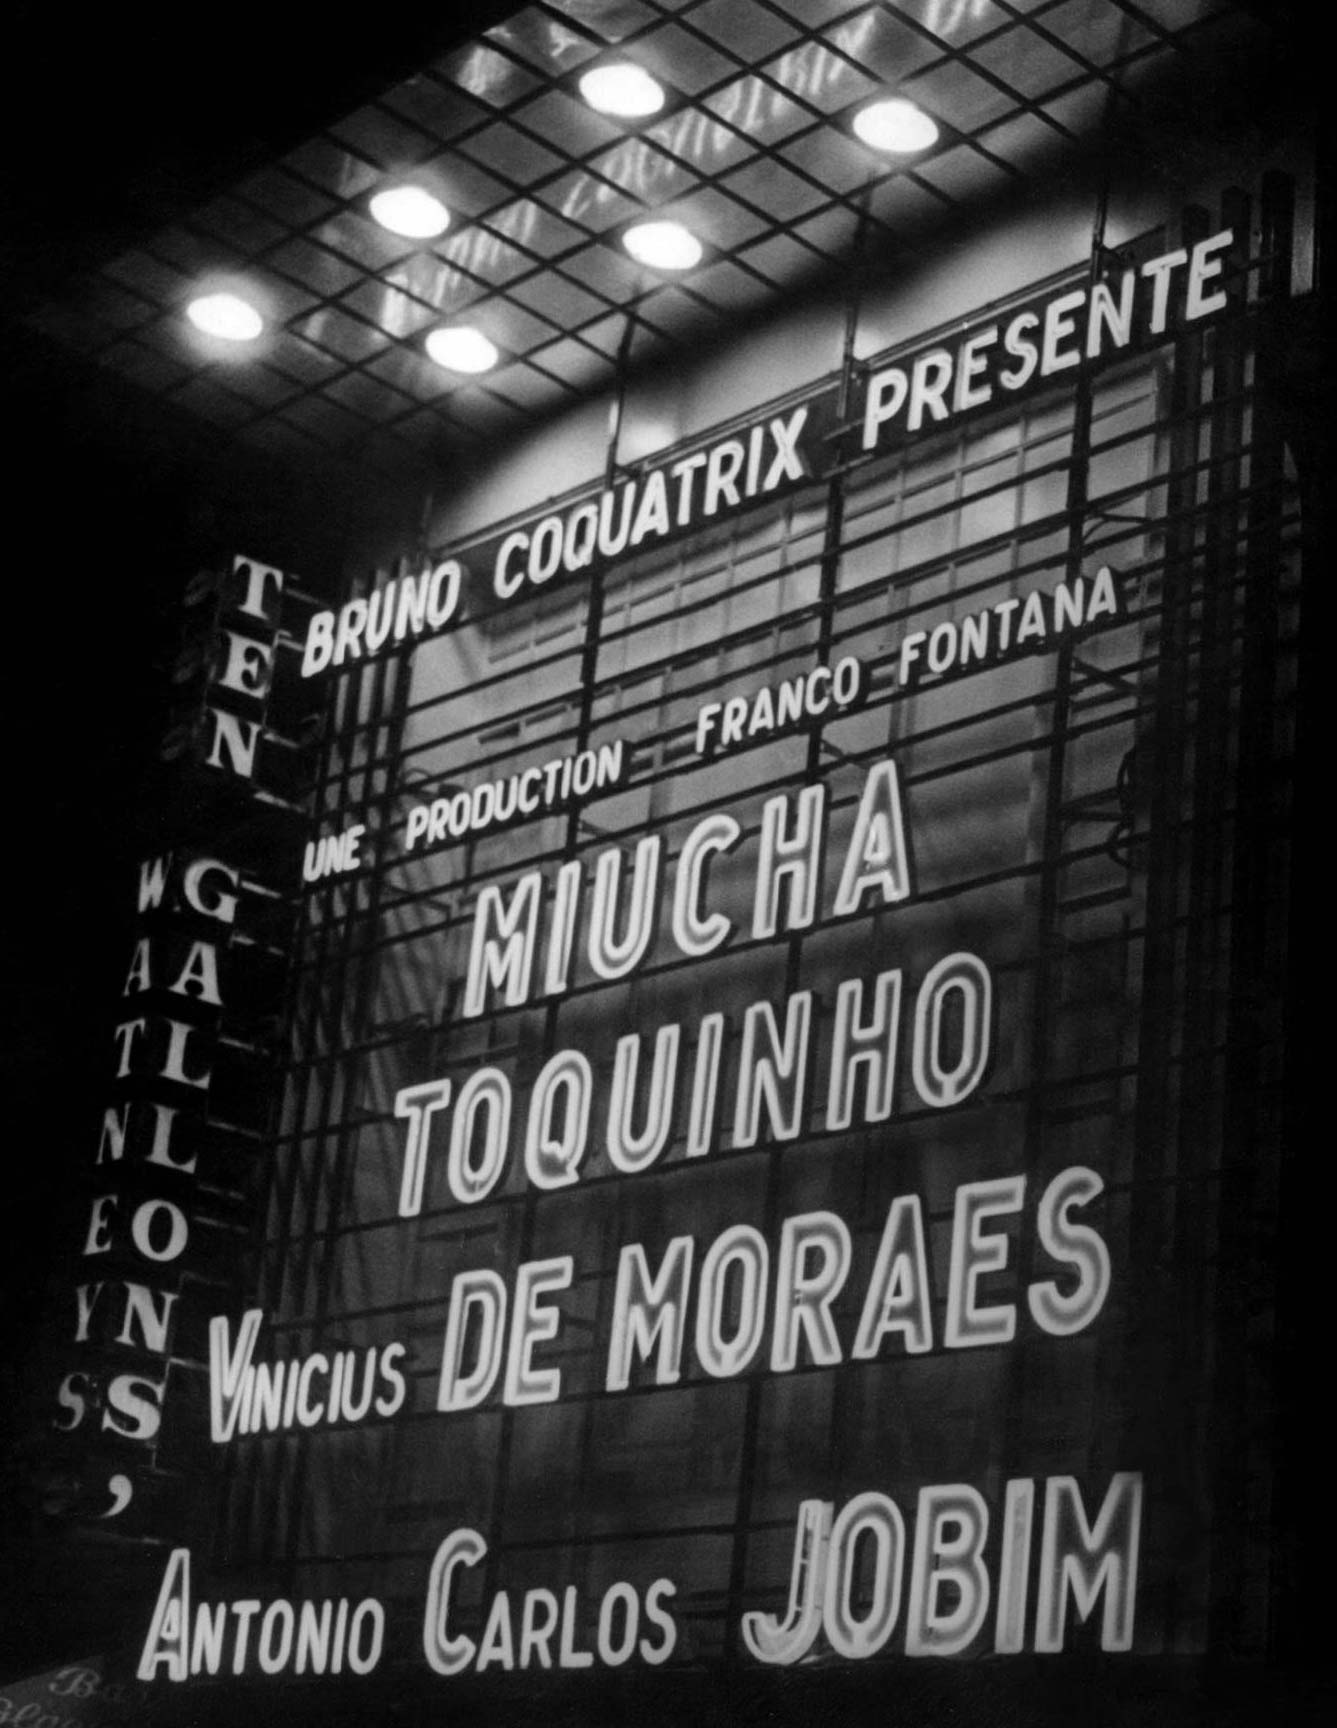 BRUNO COQUATRIX PRESENTE
UNE PRODUCTION FRANCO FONTANA
MIUCHA
TOQUINHO
VINICIUS DE MORAES
ANTONIO CARLOS JOBIM
TEN GALLONS'
WATNEYS